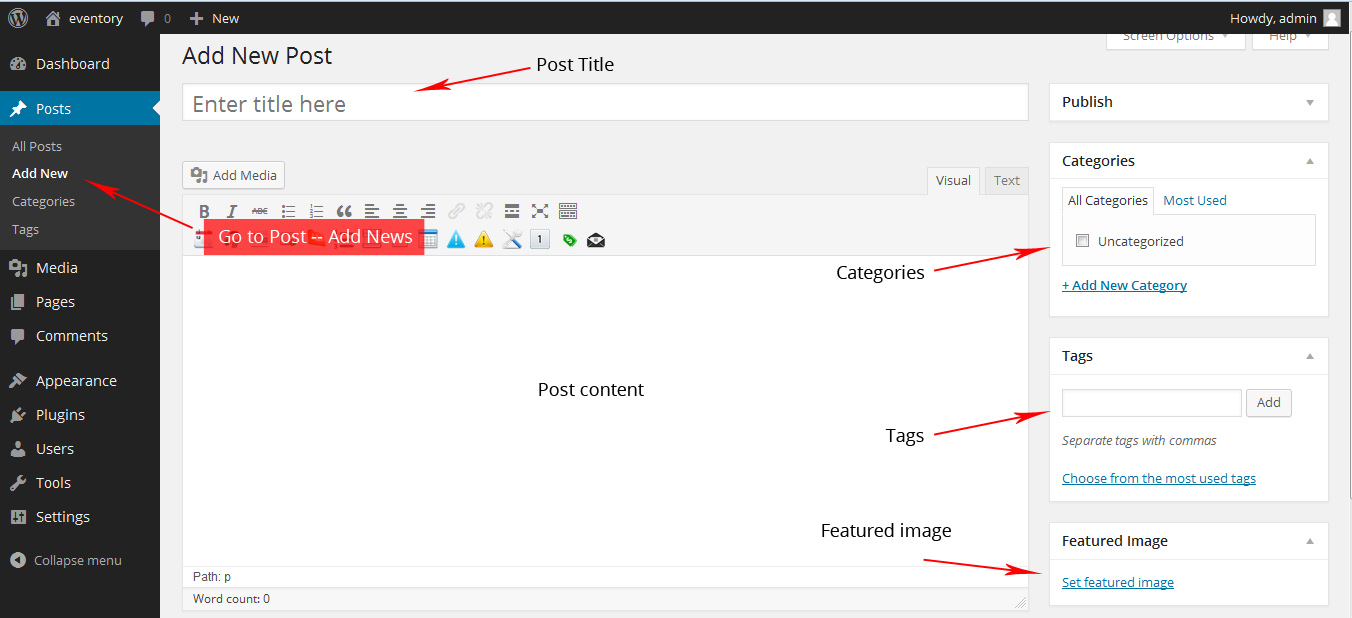 eventory 0 New Howdy, admin
Screen Options Help
Dashboard
Posts
All Posts
Add New
Categories
Tags
Media
Pages
Comments
Appearance
Plugins
Users
Tools
Settings
Collapse menu
Add New Post
Post Title
Enter title here
Add Media
Visual Text
B I ABC
Go to Post -- Add News
1
Post content
Path: p
Word count: 0
Categories
Tags
Featured image
Publish
Categories
All Categories Most Used
Uncategorized
+ Add New Category
Tags
Add
Separate tags with commas
Choose from the most used tags
Featured Image
Set featured image